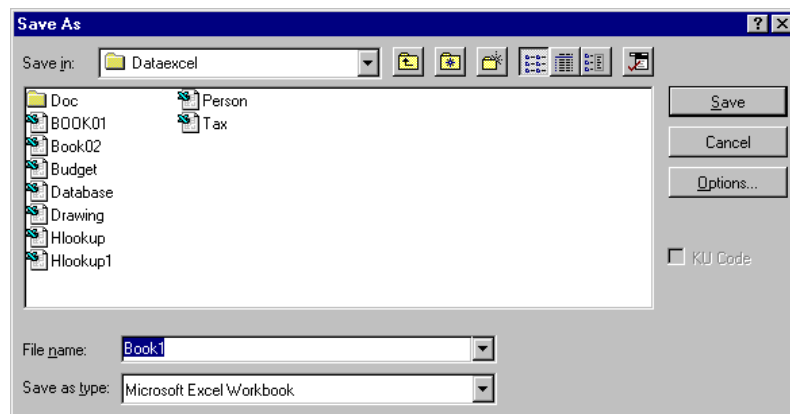 Save As
Save in: Dataexcel
Doc
BOOK01
Book02
Budget
Database
Drawing
Hlookup
Hlookup1
Person
Tax
Save
Cancel
Options...
KU Code
File name: Book1
Save as type: Microsoft Excel Workbook